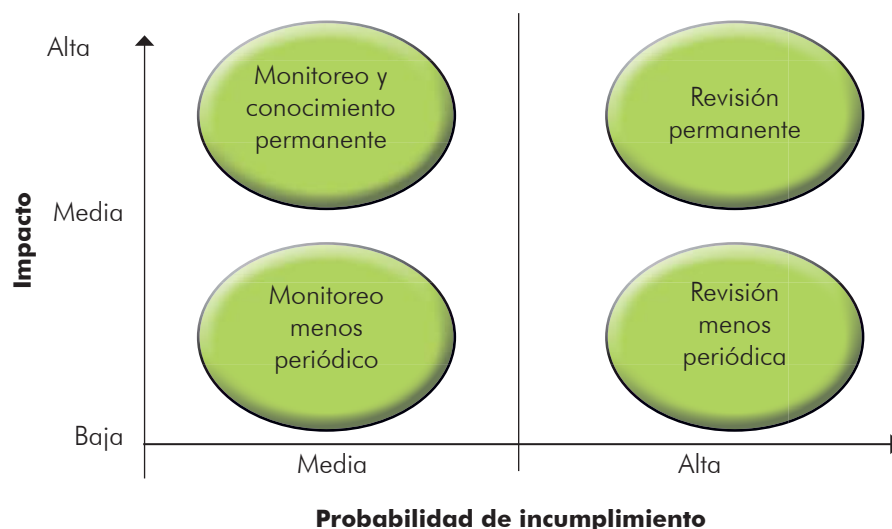 Alta
Monitoreo y
conocimiento
permanente
Revisión
permanente
Impacto
Media
Monitoreo
menos
periódico
Revisión
menos
periódica
Baja
Media
Alta
Probabilidad de incumplimiento